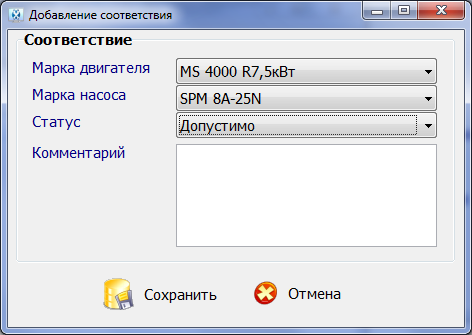 Добавление соответствия
Соответствие
Марка двигателя MS 4000 R7,5кВт
Марка насоса SPM 8A-25N
Статус Допустимо
Комментарий
Сохранить Отмена